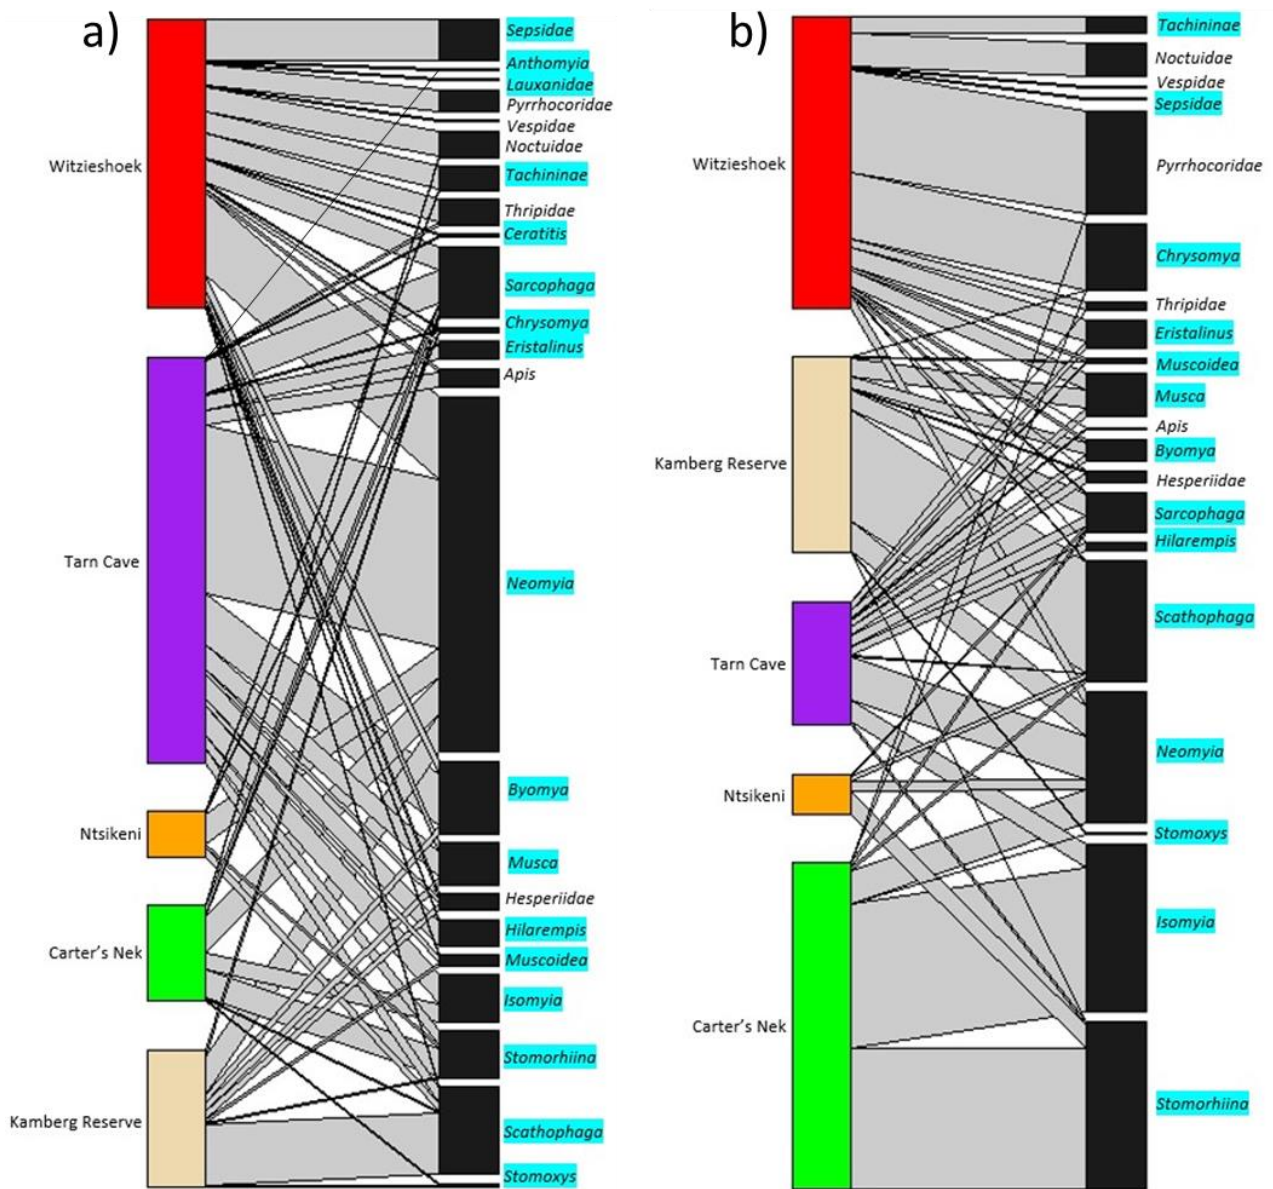 a)
Witzieshoek
Tarn Cave
Ntsikeni
Carter's Nek
Kamberg Reserve
Sepsidae
Anthomyia
Lauxanidae
Pyrrhocoridae
Vespidae
Noctuidae
Tachininae
Thripidae
Ceratitis
Sarcophaga
Chrysomya
Eristalinus
Apis
Neomyia
Byomya
Musca
Hesperiidae
Hilarempis
Muscoidea
Isomyia
Stomorhiina
Scathophaga
Stomoxys
b)
Witzieshoek
Kamberg Reserve
Tarn Cave
Ntsikeni
Carter's Nek
Tachininae
Noctuidae
Vespidae
Sepsidae
Pyrrhocoridae
Chrysomya
Thripidae
Eristalinus
Muscoidea
Musca
Apis
Byomya
Hesperiidae
Sarcophaga
Hilarempis
Scathophaga
Neomyia
Stomoxys
Isomyia
Stomorhiina